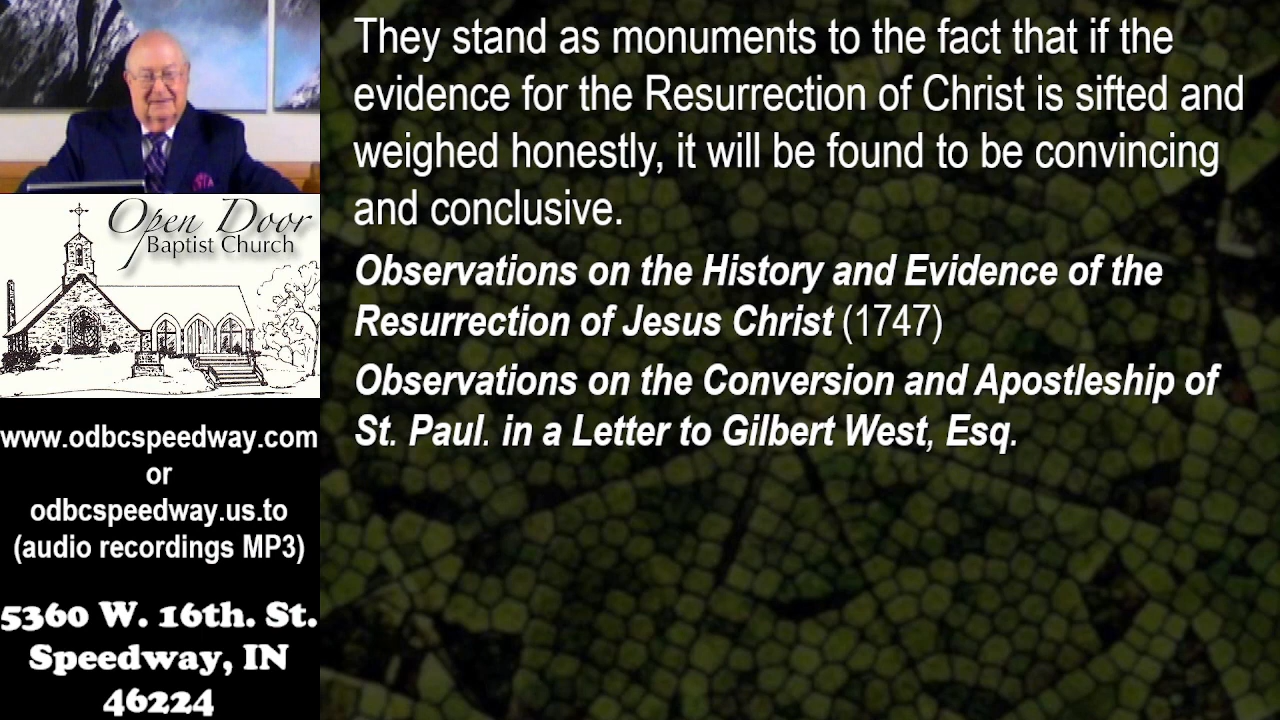 They stand as monuments to the fact that if the
evidence for the Resurrection of Christ is sifted and
weighed honestly, it will be found to be convincing
and conclusive.
Observations on the History and Evidence of the
Resurrection of Jesus Christ (1747)
Observations on the Conversion and Apostleship of
St. Paul. in a Letter to Gilbert West, Esq.
Open Door
Baptist Church
www.odbcspeedway.com
or
odbcspeedway.us.to
(audio recordings MP3)
5360 W. 16th. St.
Speedway, IN
46224